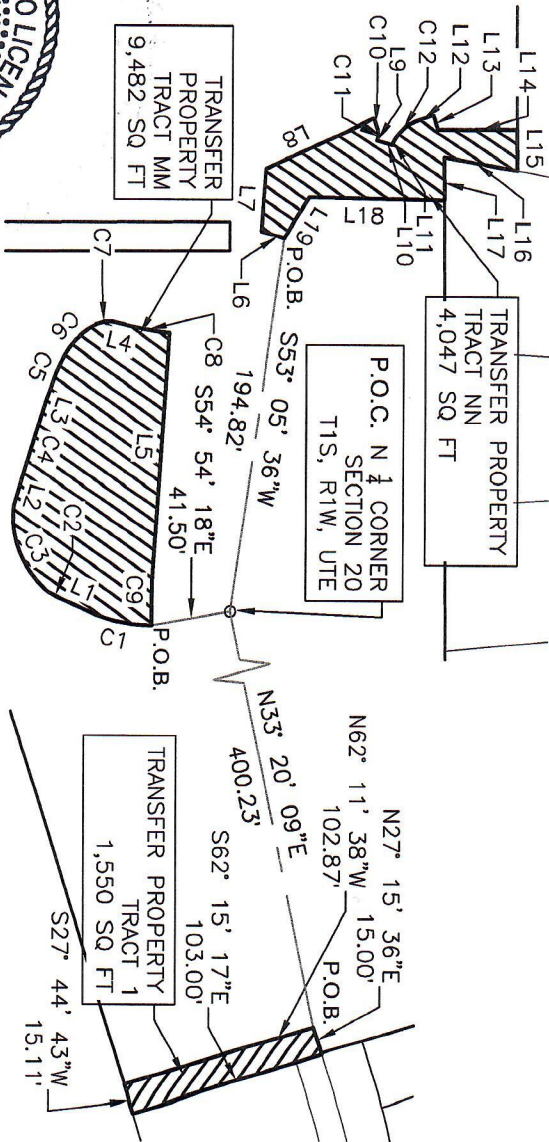 O LICEN
L14
L15
L13
L12
C12
L9
C10
C11
L16
L17
L11
L10
L8
L7
L6
L18
L19
P.O.B.
TRANSFER PROPERTY
TRACT NN
4,047 SQ FT
TRANSFER
PROPERTY
TRACT MM
9,482 SQ FT
P.O.C. N 1/4 CORNER
SECTION 20
T1S, R1W, UTE
S53° 05' 36"W
194.82'
S54° 54' 18"E
41.50'
C8
C7
L4
C6
C5
L3
C4
L5
L2
C3
C2
L1
C9
C1
P.O.B.
N33° 20' 09"E
400.23'
N27° 15' 36"E
15.00'
N62° 11' 38"W
102.87'
P.O.B.
S62° 15' 17"E
103.00'
TRANSFER PROPERTY
TRACT 1
1,550 SQ FT
S27° 44' 43"W
15.11'